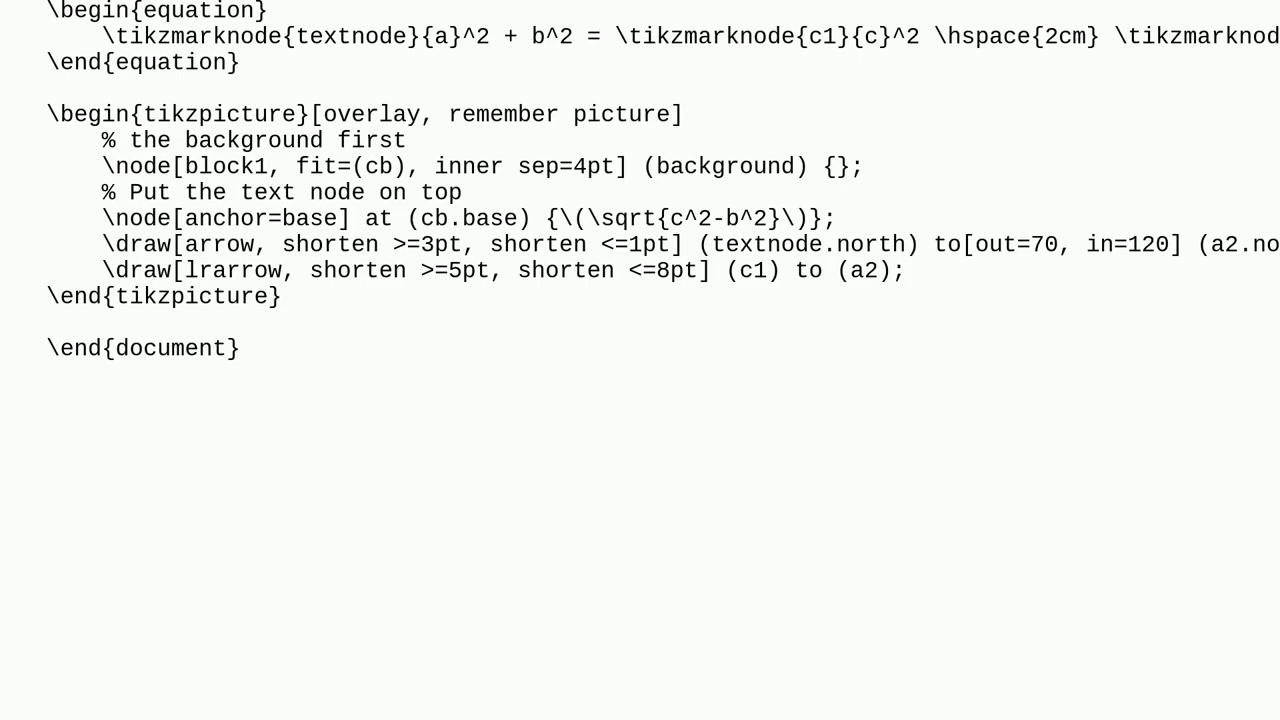 \begin{equation}
    \tikzmarknode{textnode}{a}^2 + b^2 = \tikzmarknode{c1}{c}^2 \hspace{2cm} \tikzmarknod
\end{equation}

\begin{tikzpicture}[overlay, remember picture]
    % the background first
    \node[block1, fit=(cb), inner sep=4pt] (background) {};
    % Put the text node on top
    \node[anchor=base] at (cb.base) {\(\sqrt{c^2-b^2}\)};
    \draw[arrow, shorten >=3pt, shorten <=1pt] (textnode.north) to[out=70, in=120] (a2.no
    \draw[lrarrow, shorten >=5pt, shorten <=8pt] (c1) to (a2);
\end{tikzpicture}

\end{document}